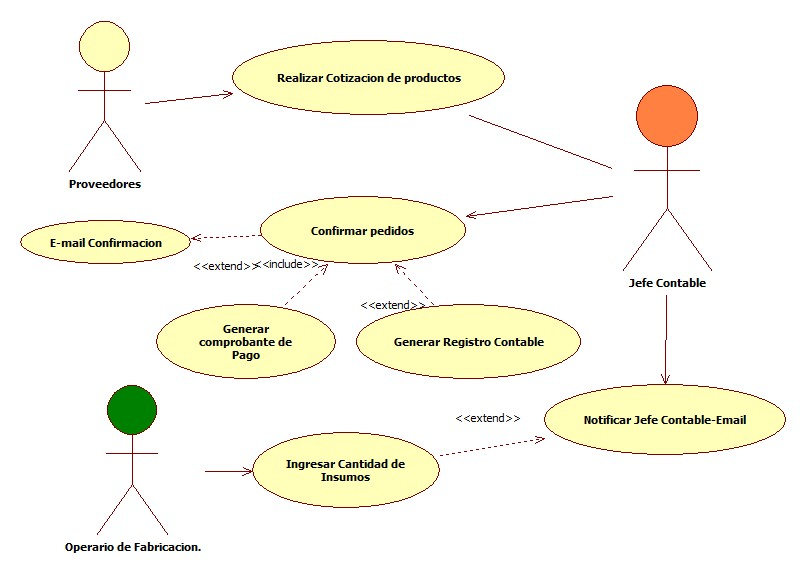 Realizar Cotizacion de productos
Proveedores
Confirmar pedidos
E-mail Confirmacion
<<extend>>
<<include>>
Jefe Contable
<<extend>>
Generar
comprobante de
Pago
Generar Registro Contable
<<extend>>
Notificar Jefe Contable-Email
Ingresar Cantidad de
Insumos
Operario de Fabricacion.